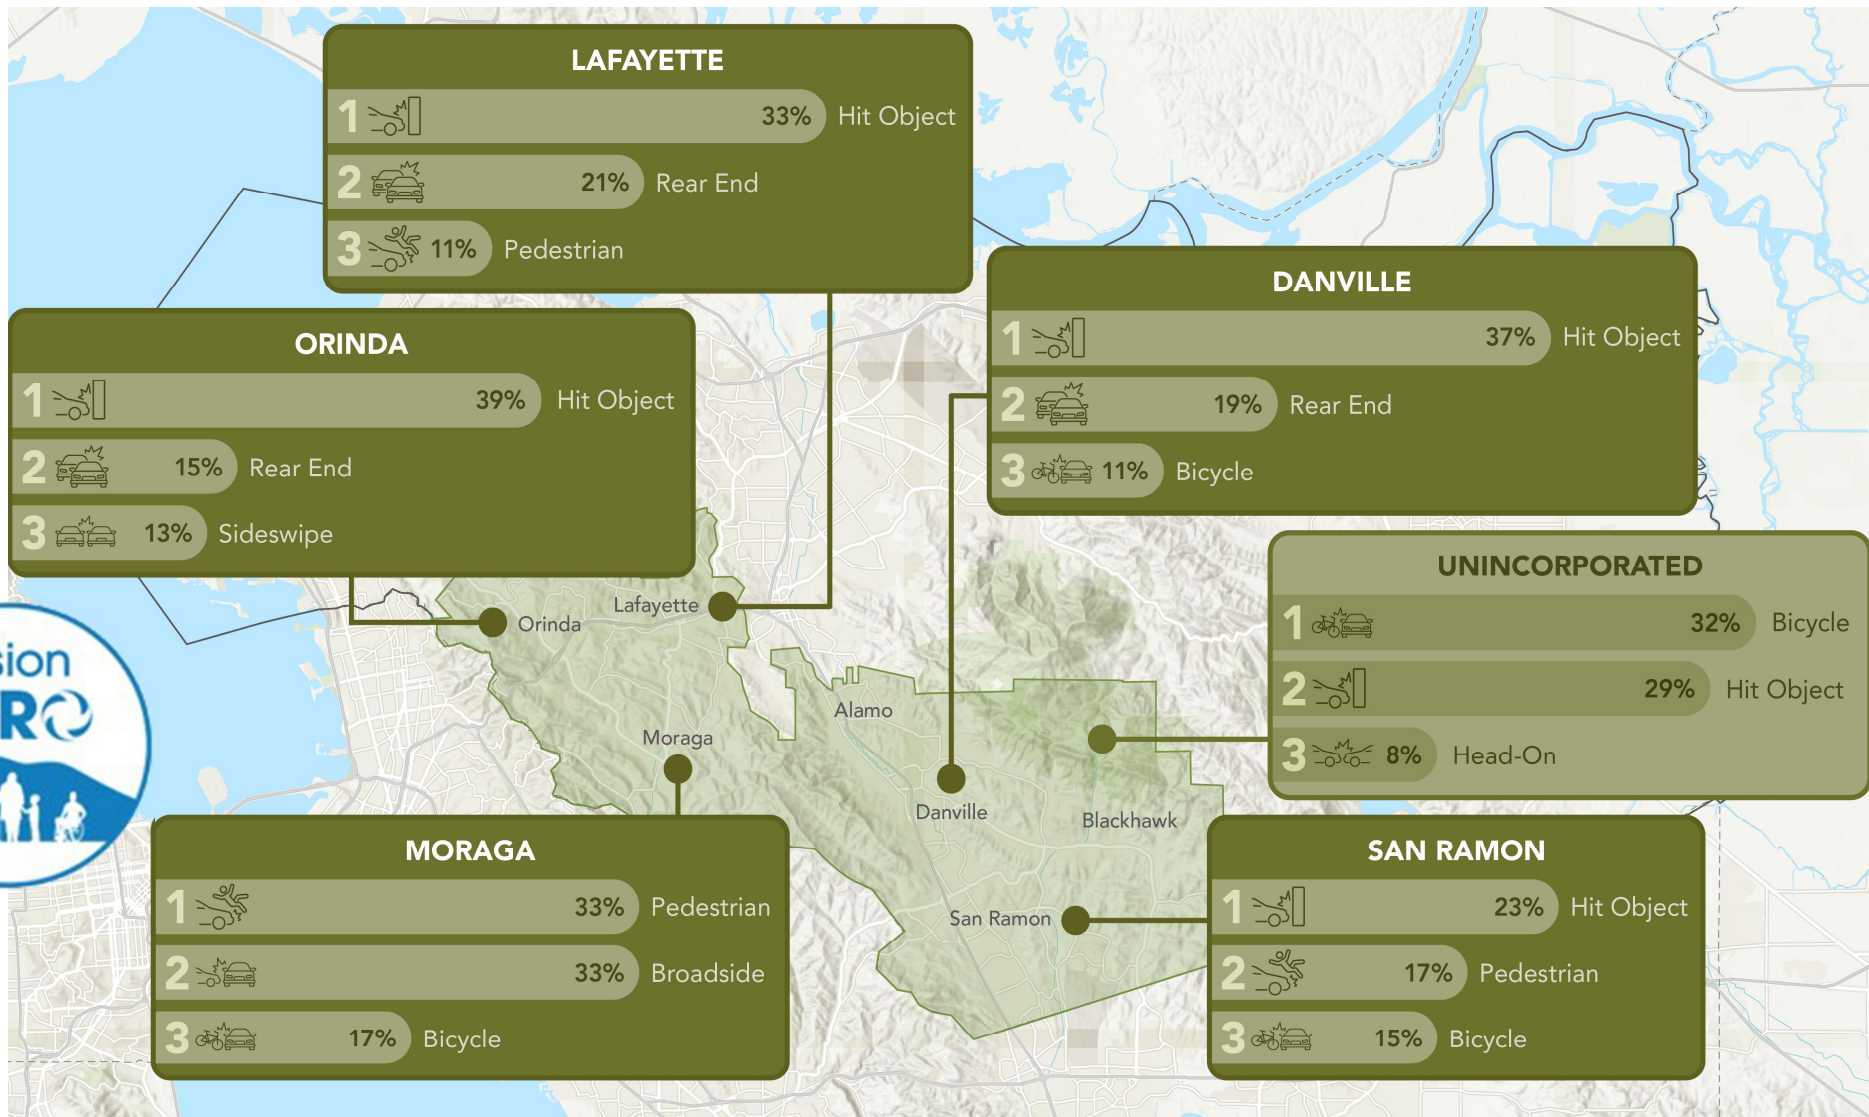 LAFAYETTE
1 33% Hit Object
2 21% Rear End
3 11% Pedestrian
DANVILLE
1 37% Hit Object
2 19% Rear End
3 11% Bicycle
ORINDA
1 39% Hit Object
2 15% Rear End
3 13% Sideswipe
UNINCORPORATED
1 32% Bicycle
2 29% Hit Object
3 8% Head-On
Lafayette
Orinda
Alamo
Moraga
Danville
Blackhawk
San Ramon
sion
RO
MORAGA
1 33% Pedestrian
2 33% Broadside
3 17% Bicycle
SAN RAMON
1 23% Hit Object
2 17% Pedestrian
3 15% Bicycle